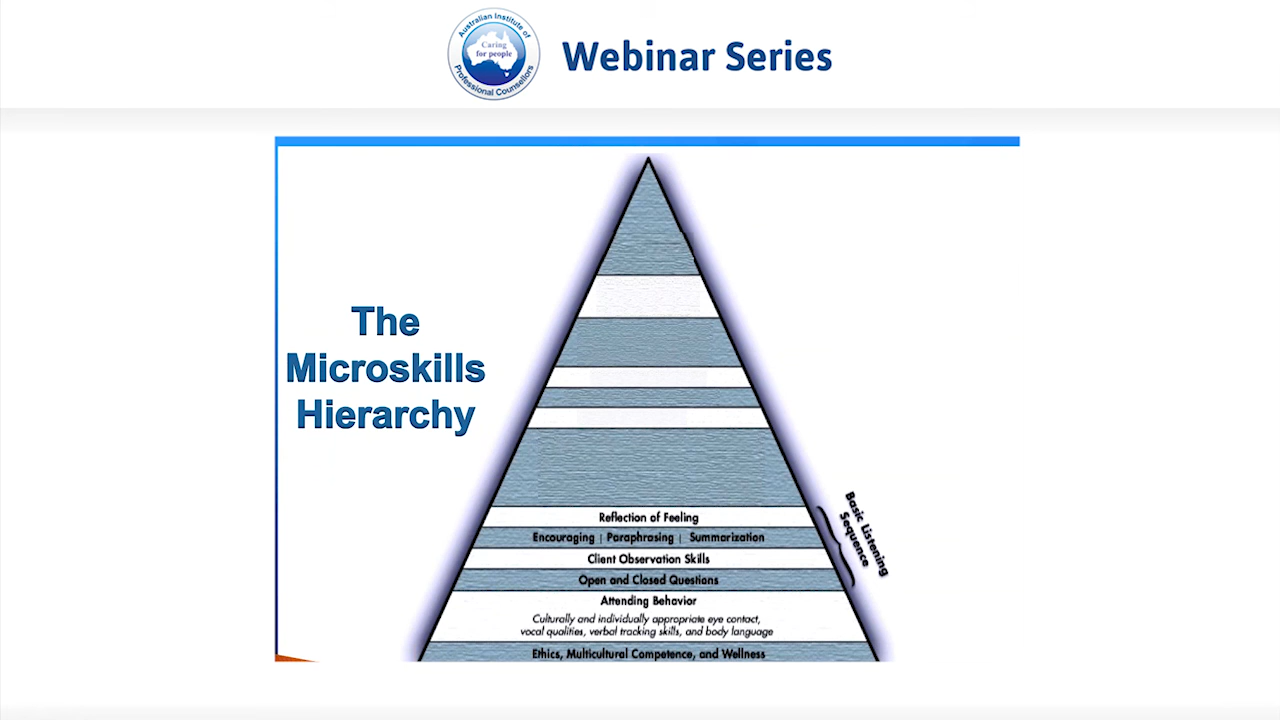 Australian Institute of
Caring
for people
Professional Counsellors
Webinar Series
The
Microskills
Hierarchy
Reflection of Feeling
Encouraging | Paraphrasing | Summarization
Client Observation Skills
Open and Closed Questions
Attending Behavior
Culturally and individually appropriate eye contact,
vocal qualities, verbal tracking skills, and body language
Ethics, Multicultural Competence, and Wellness
Basic Listening
Sequence